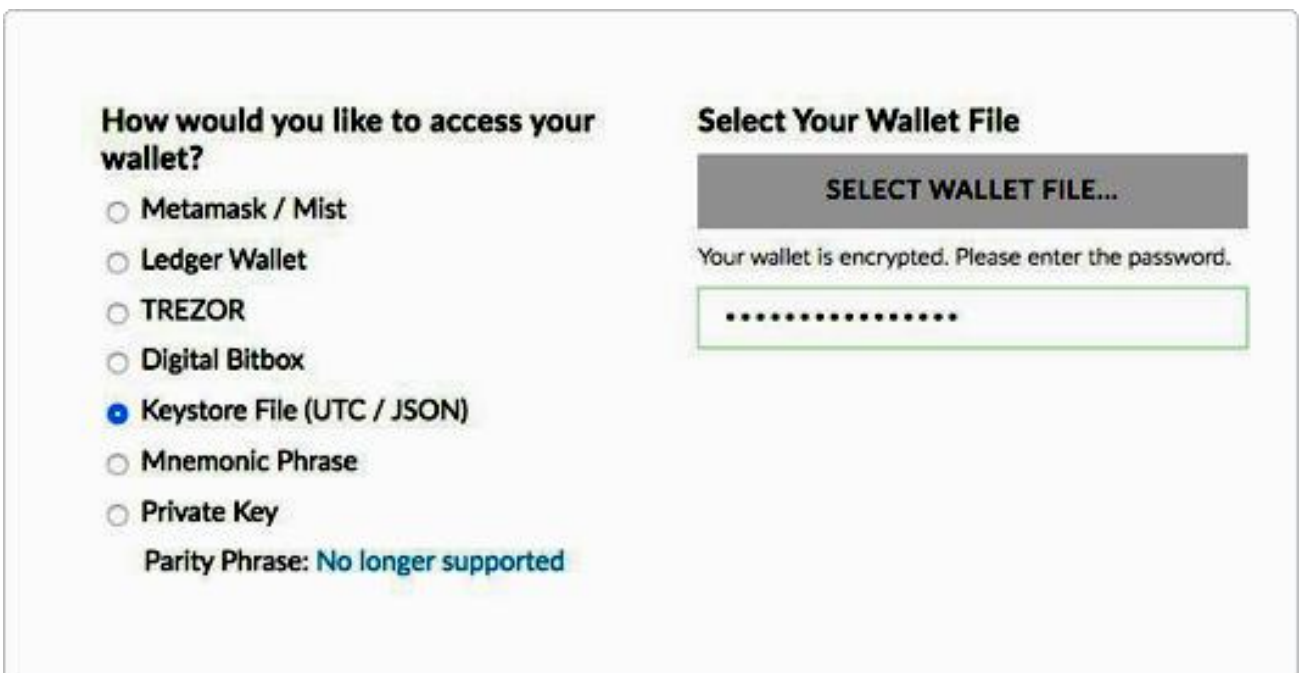 How would you like to access your
wallet?
Metamask / Mist
Ledger Wallet
TREZOR
Digital Bitbox
Keystore File (UTC / JSON)
Mnemonic Phrase
Private Key
Parity Phrase: No longer supported
Select Your Wallet File
SELECT WALLET FILE...
Your wallet is encrypted. Please enter the password.
••••••••••••••••